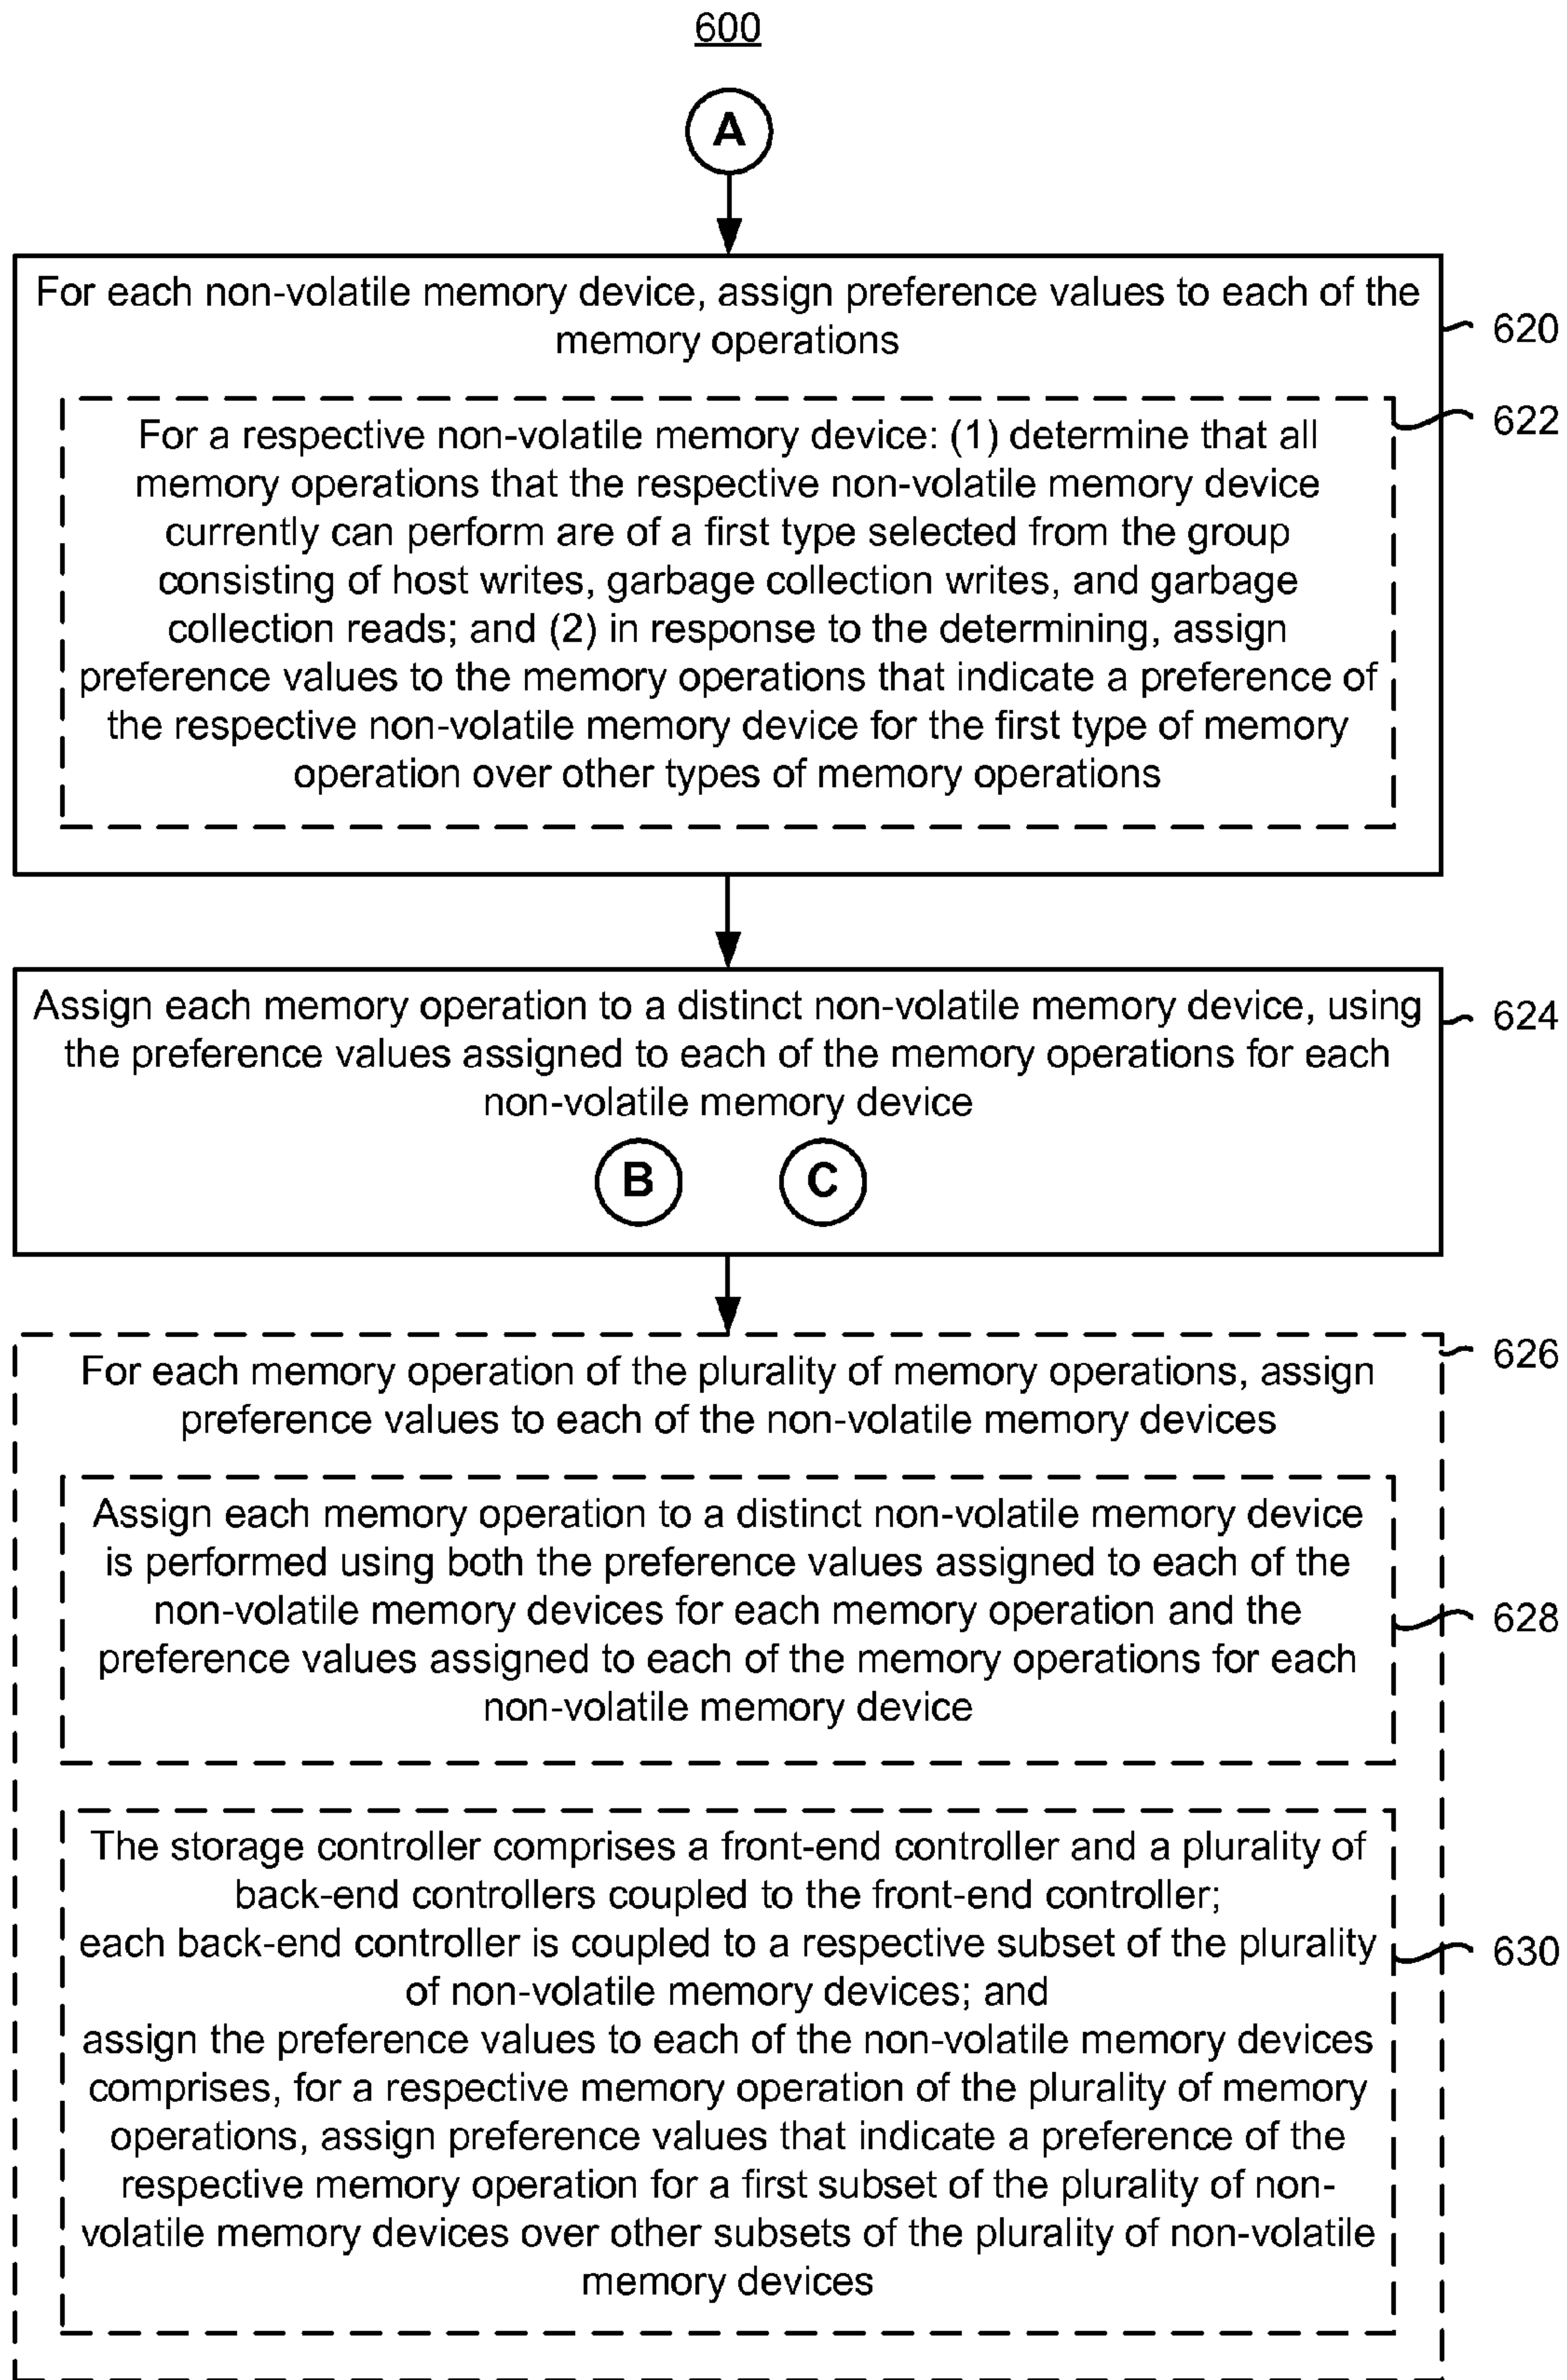 600
A
For each non-volatile memory device, assign preference values to each of the
memory operations
620
For a respective non-volatile memory device: (1) determine that all
memory operations that the respective non-volatile memory device
currently can perform are of a first type selected from the group
consisting of host writes, garbage collection writes, and garbage
collection reads; and (2) in response to the determining, assign
preference values to the memory operations that indicate a preference of
the respective non-volatile memory device for the first type of memory
operation over other types of memory operations
622
Assign each memory operation to a distinct non-volatile memory device, using
the preference values assigned to each of the memory operations for each
non-volatile memory device
624
B
C
For each memory operation of the plurality of memory operations, assign
preference values to each of the non-volatile memory devices
626
Assign each memory operation to a distinct non-volatile memory device
is performed using both the preference values assigned to each of the
non-volatile memory devices for each memory operation and the
preference values assigned to each of the memory operations for each
non-volatile memory device
628
The storage controller comprises a front-end controller and a plurality of
back-end controllers coupled to the front-end controller;
each back-end controller is coupled to a respective subset of the plurality
of non-volatile memory devices; and
assign the preference values to each of the non-volatile memory devices
comprises, for a respective memory operation of the plurality of memory
operations, assign preference values that indicate a preference of the
respective memory operation for a first subset of the plurality of non-
volatile memory devices over other subsets of the plurality of non-volatile
memory devices
630